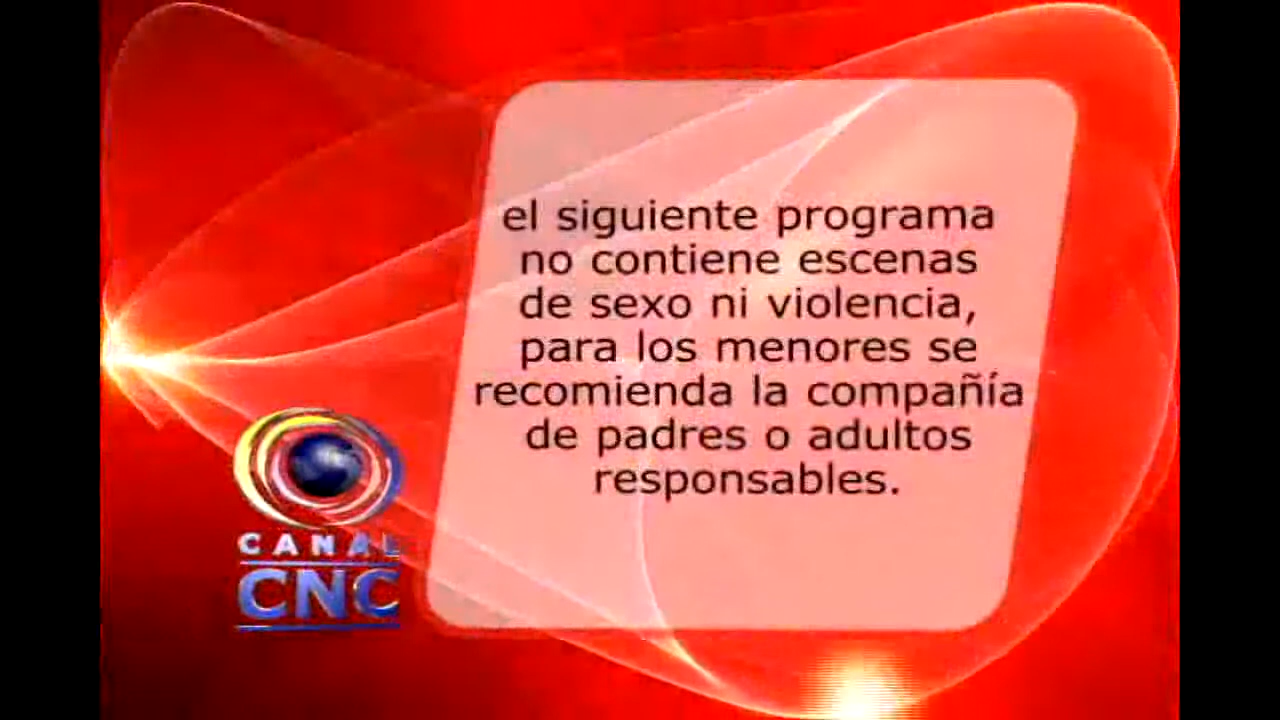 el siguiente programa
no contiene escenas
de sexo ni violencia,
para los menores se
recomienda la compañía
de padres o adultos
responsables.
CANAL
CNC